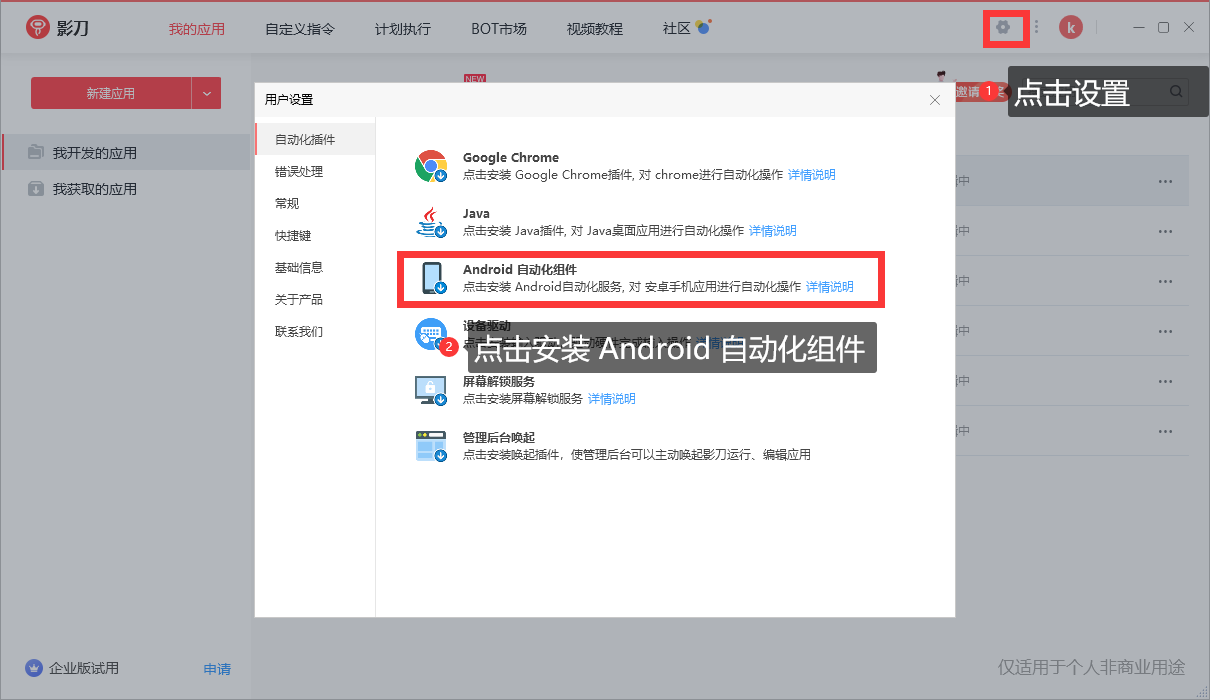 影刀
我的应用
自定义指令
计划执行
BOT市场
视频教程
社区
k
NEW
邀请
1
点击设置
新建应用
我开发的应用
我获取的应用
用户设置
自动化插件
错误处理
常规
快捷键
基础信息
关于产品
联系我们
Google Chrome
点击安装 Google Chrome插件, 对 chrome进行自动化操作 详情说明
Java
点击安装 Java插件, 对 Java桌面应用进行自动化操作 详情说明
Android 自动化组件
点击安装 Android自动化服务, 对 安卓手机应用进行自动化操作 详情说明
设备驱动
2
点击安装 Android 自动化组件
屏幕解锁服务
点击安装屏幕解锁服务 详情说明
管理后台唤起
点击安装唤起插件，使管理后台可以主动唤起影刀运行、编辑应用
中
中
中
中
中
中
企业版试用
申请
仅适用于个人非商业用途